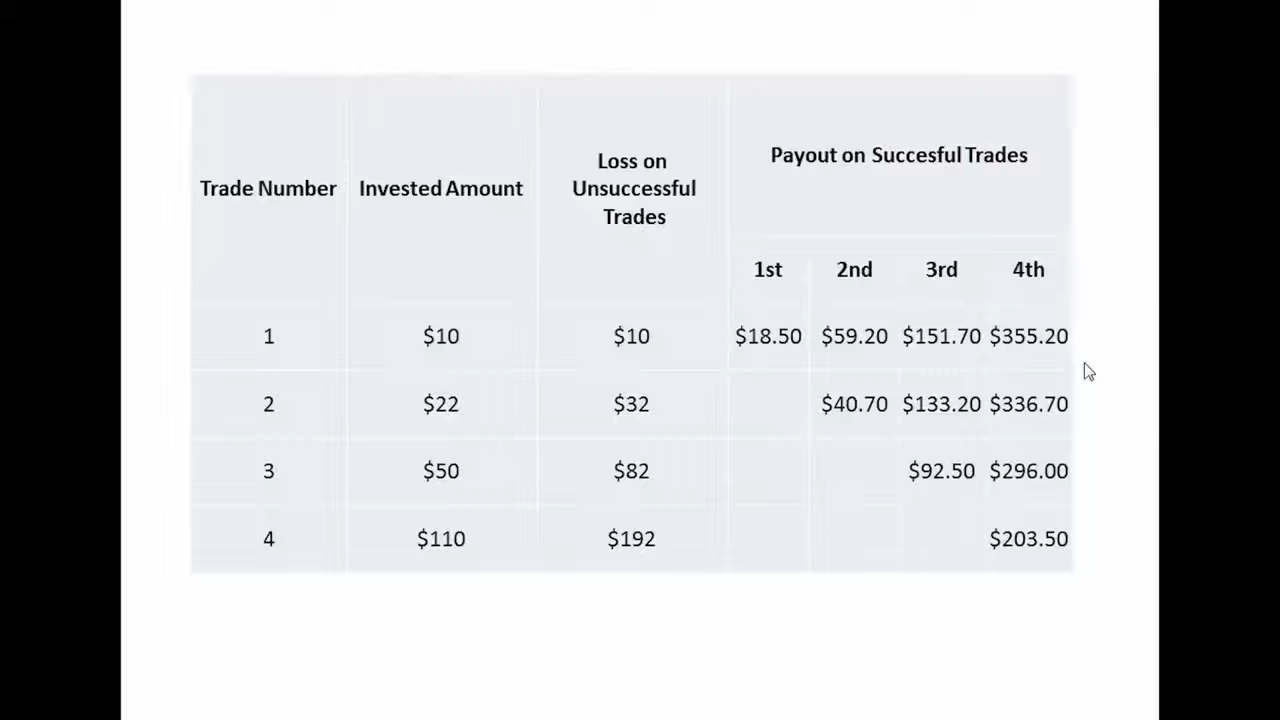 Payout on Succesful Trades
Loss on
Unsuccessful
Trades
Trade Number Invested Amount
1st 2nd 3rd 4th
1 $10 $10 $18.50 $59.20 $151.70 $355.20
2 $22 $32 $40.70 $133.20 $336.70
3 $50 $82 $92.50 $296.00
4 $110 $192 $203.50